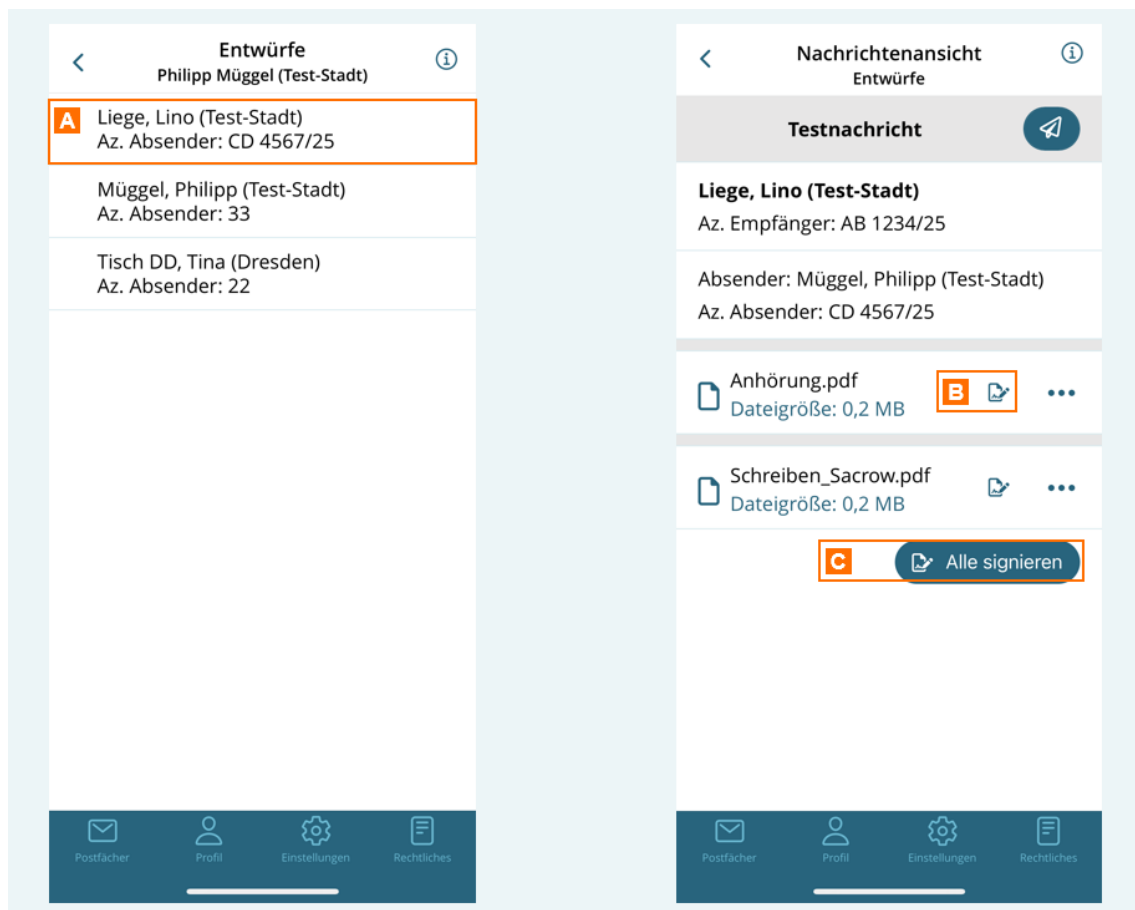 Entwürfe
Philipp Müggel (Test-Stadt)
A
Liege, Lino (Test-Stadt)
Az. Absender: CD 4567/25
Müggel, Philipp (Test-Stadt)
Az. Absender: 33
Tisch DD, Tina (Dresden)
Az. Absender: 22
Postfächer
Profil
Einstellungen
Rechtliches
Nachrichtenansicht
Entwürfe
Testnachricht
Liege, Lino (Test-Stadt)
Az. Empfänger: AB 1234/25
Absender: Müggel, Philipp (Test-Stadt)
Az. Absender: CD 4567/25
Anhörung.pdf
Dateigröße: 0,2 MB
B
Schreiben_Sacrow.pdf
Dateigröße: 0,2 MB
C
Alle signieren
Postfächer
Profil
Einstellungen
Rechtliches